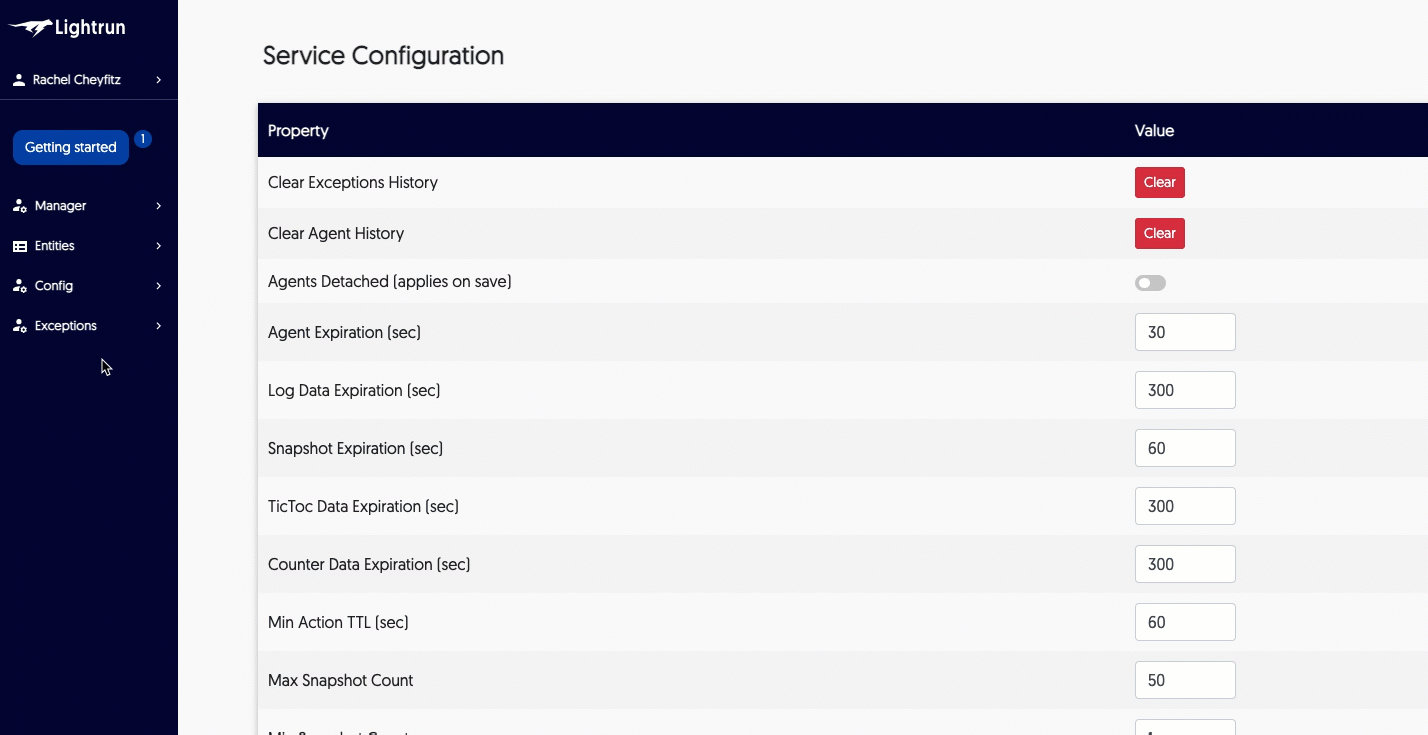 Lightrun
Rachel Cheyfitz
Getting started
1
Manager
Entities
Config
Exceptions
Service Configuration
Property Value
Clear Exceptions History Clear
Clear Agent History Clear
Agents Detached (applies on save)
Agent Expiration (sec) 30
Log Data Expiration (sec) 300
Snapshot Expiration (sec) 60
TicToc Data Expiration (sec) 300
Counter Data Expiration (sec) 300
Min Action TTL (sec) 60
Max Snapshot Count 50